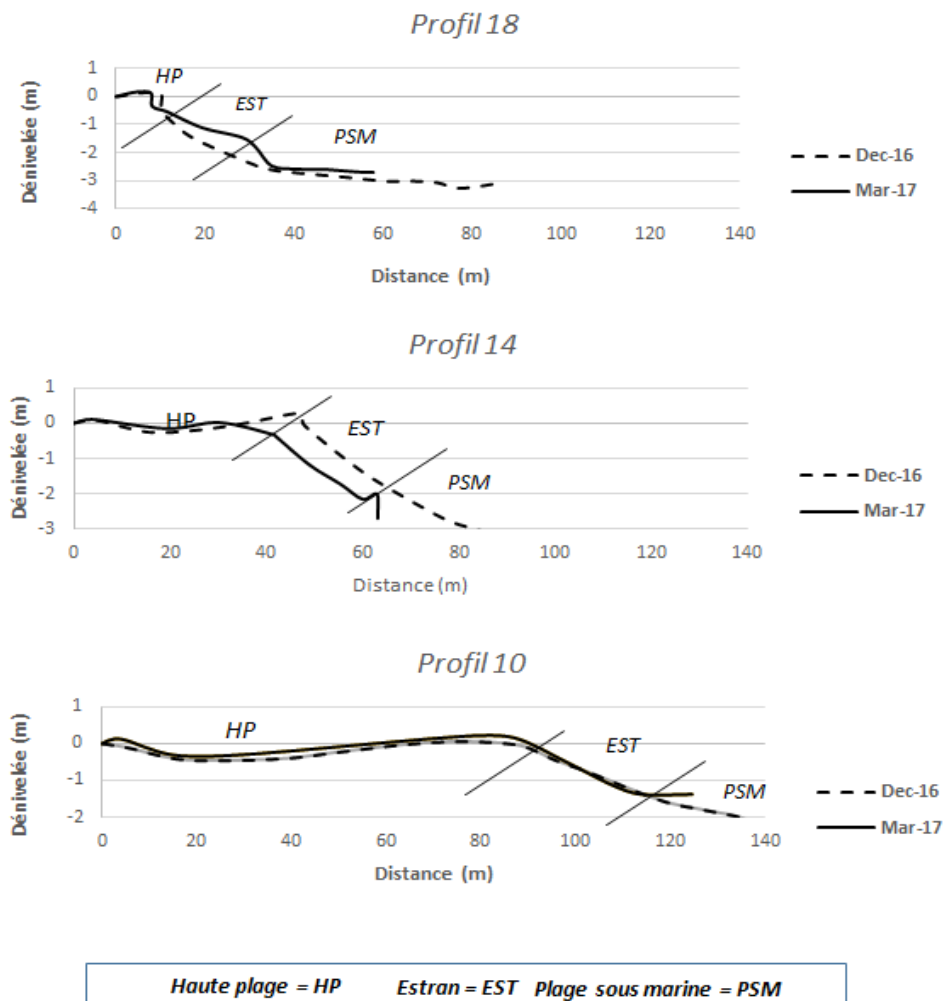 Profil 18
1
0
-1
-2
-3
-4
Dénivelée (m)
HP
EST
PSM
0 20 40 60 80 100 120 140
Distance (m)
Dec-16
Mar-17
Profil 14
1
0
-1
-2
-3
Dénivelée (m)
HP
EST
PSM
0 20 40 60 80 100 120 140
Distance (m)
Dec-16
Mar-17
Profil 10
1
0
-1
-2
Dénivelée (m)
HP
EST
PSM
0 20 40 60 80 100 120 140
Distance (m)
Dec-16
Mar-17
Haute plage = HP Estran = EST Plage sous marine = PSM